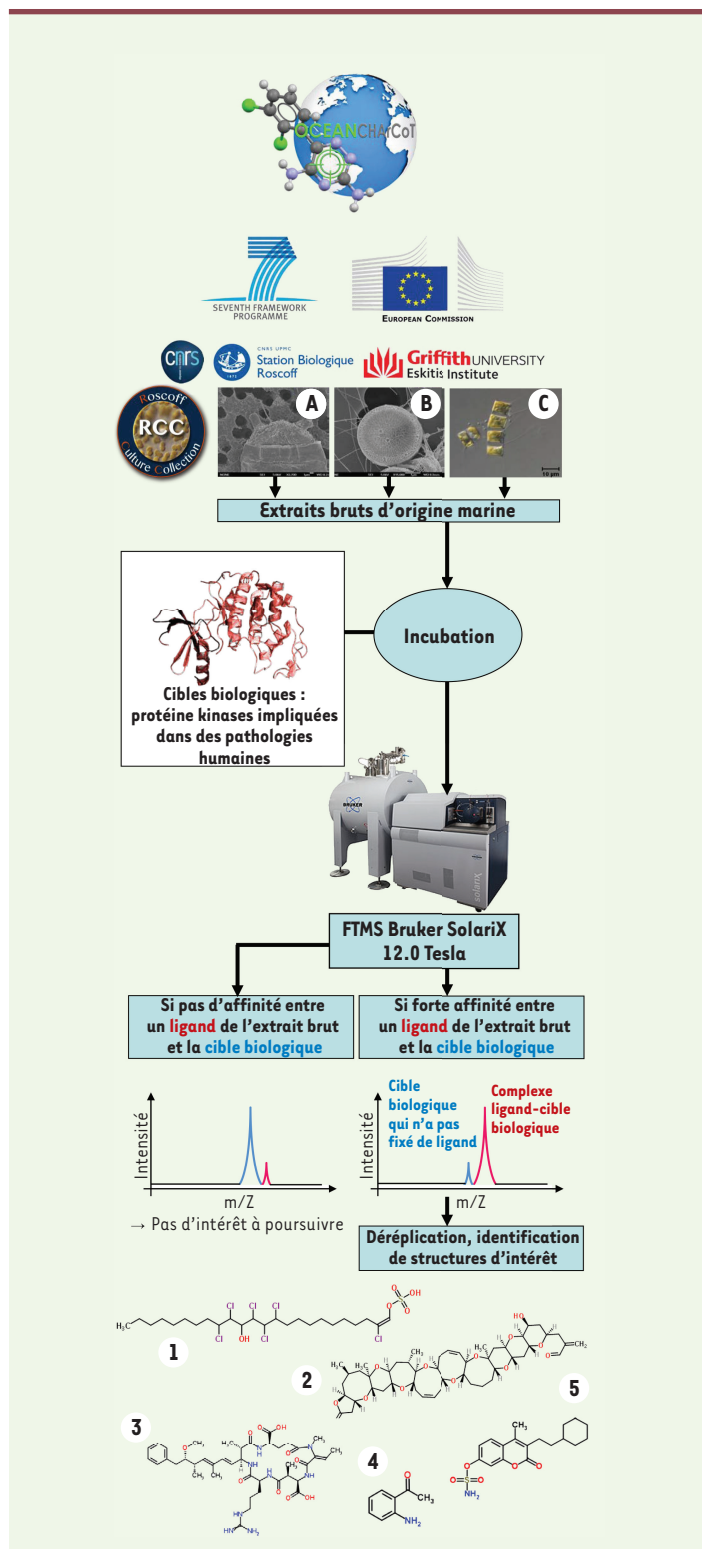 OCEANCHArCoT
SEVENTH FRAMEWORK
PROGRAMME
EUROPEAN COMMISSION
cnrs
CNRS UPMC
Station Biologique
Roscoff
1872
Griffith UNIVERSITY
Eskitis Institute
Roscoff
RCC
Culture Collection
A
B
C
10 µm
Extraits bruts d'origine marine
Incubation
Cibles biologiques :
protéine kinases impliquées
dans des pathologies
humaines
BRUKER
solariX
FTMS Bruker SolariX
12.0 Tesla
Si pas d'affinité entre
un ligand de l'extrait brut
et la cible biologique
Si forte affinité entre
un ligand de l'extrait brut
et la cible biologique
Intensité
m/Z
→ Pas d'intérêt à poursuivre
Cible
biologique
qui n'a pas
fixé de ligand
Complexe
ligand-cible
biologique
Intensité
m/Z
Déréplication, identification
de structures d'intérêt
1
2
3
4
5